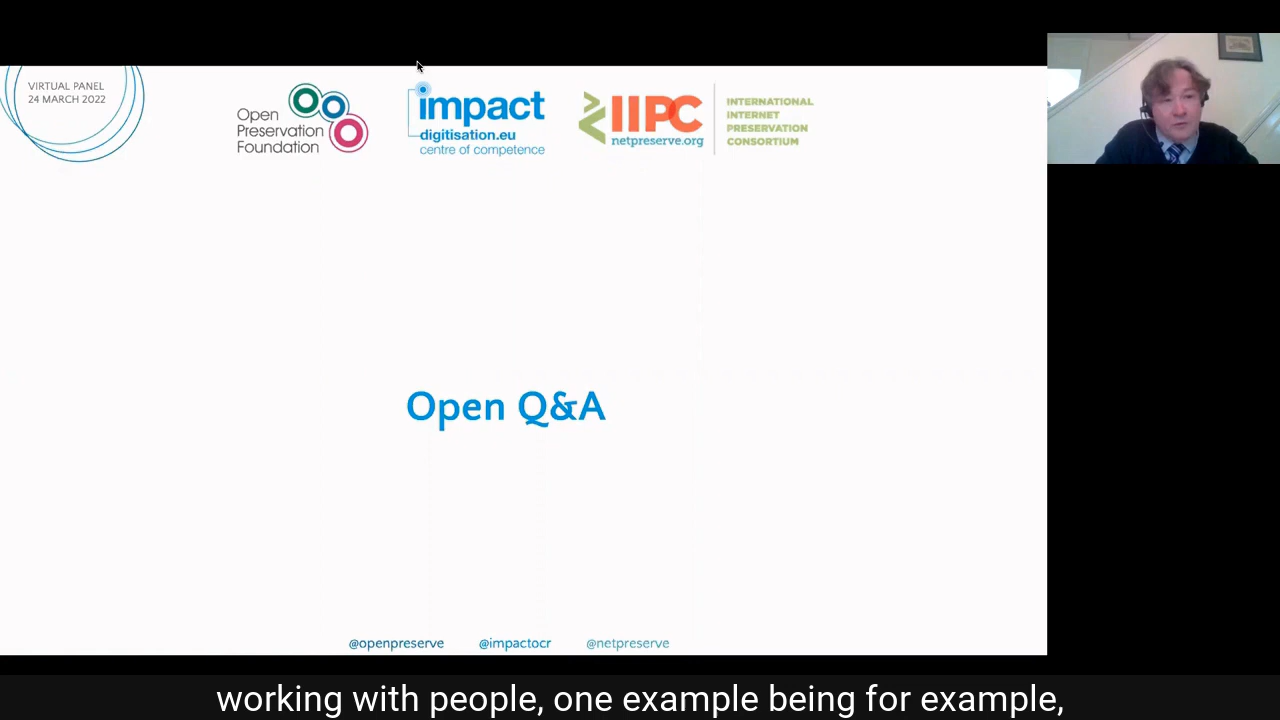 VIRTUAL PANEL
24 MARCH 2022
Open
Preservation
Foundation
impact
digitisation.eu
centre of competence
IIPC
netpreserve.org
INTERNATIONAL
INTERNET
PRESERVATION
CONSORTIUM
Open Q&A
@openpreserve @impactocr @netpreserve
working with people, one example being for example,